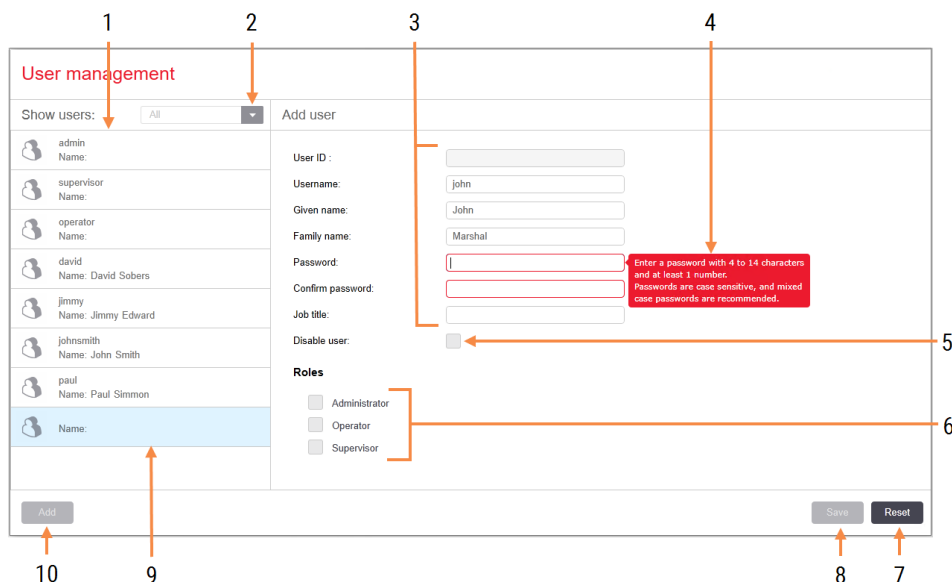 1 2 3 4
User management
Show users: All Add user
admin
Name:
supervisor
Name:
operator
Name:
david
Name: David Sobers
jimmy
Name: Jimmy Edward
johnsmith
Name: John Smith
paul
Name: Paul Simmon
Name:
User ID :
Username: john
Given name: John
Family name: Marshal
Password:
Enter a password with 4 to 14 characters
and at least 1 number.
Passwords are case sensitive, and mixed
case passwords are recommended.
Confirm password:
Job title:
Disable user: 5
Roles
Administrator
Operator 6
Supervisor
Add Save Reset
10 9 8 7